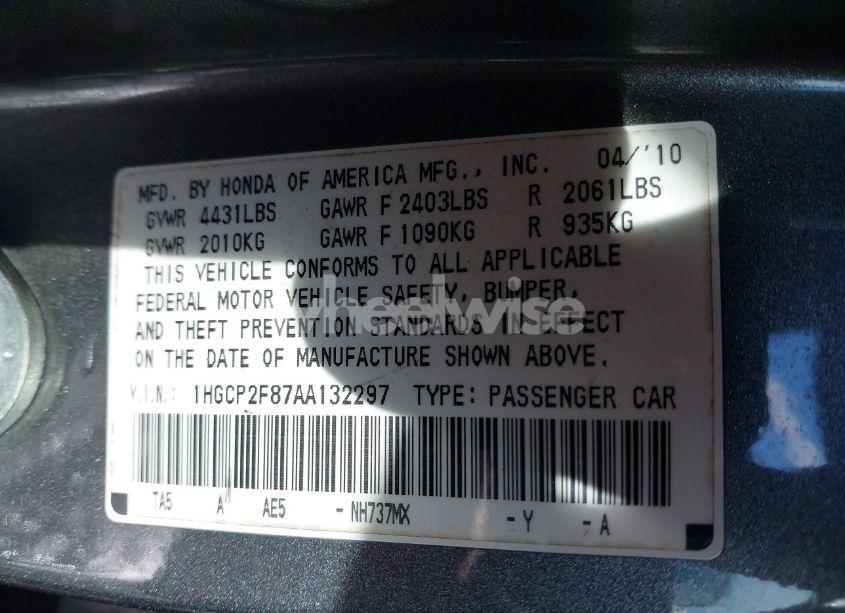 MFD. BY HONDA OF AMERICA MFG., INC. 04/'10
GVWR 4431LBS GAWR F 2403LBS R 2061LBS
GVWR 2010KG GAWR F 1090KG R 935KG
THIS VEHICLE CONFORMS TO ALL APPLICABLE
FEDERAL MOTOR VEHICLE SAFETY, BUMPER,
AND THEFT PREVENTION STANDARDS IN EFFECT
ON THE DATE OF MANUFACTURE SHOWN ABOVE.
V.I.N.: 1HGCP2F87AA132297 TYPE: PASSENGER CAR
TA5 A AE5 - NH737MX - Y - A
wheelwise